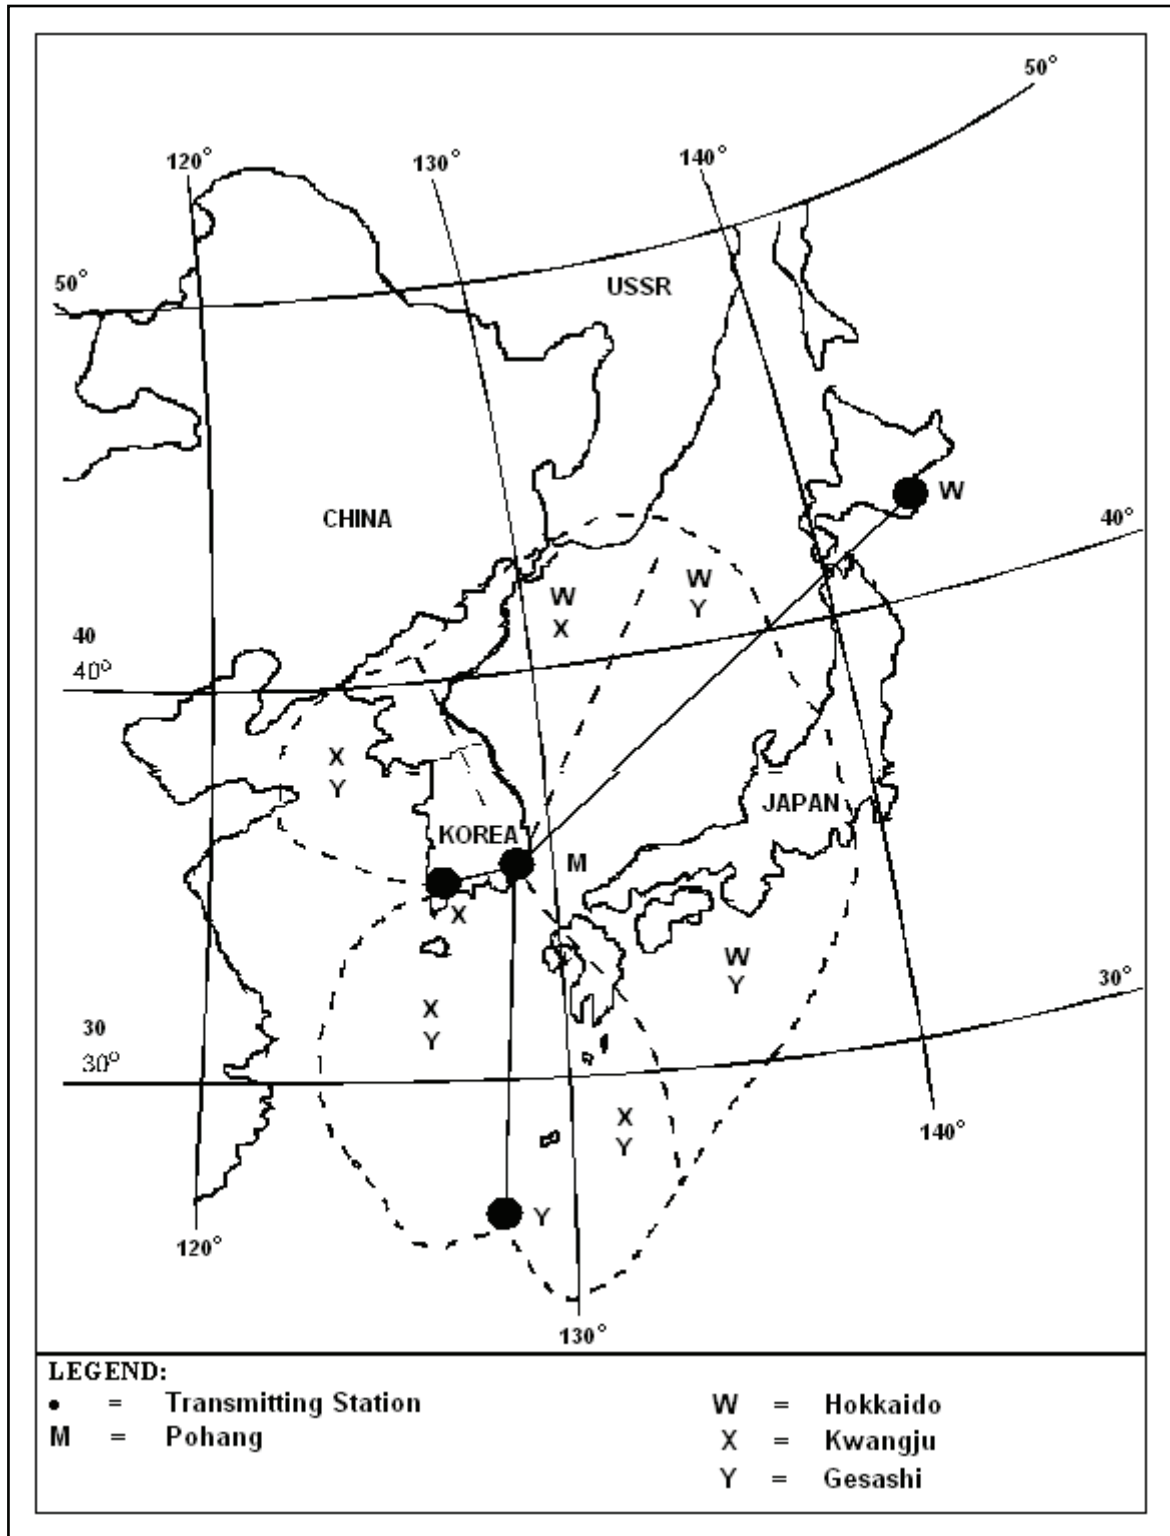 50°
120°
130°
140°
50°
USSR
W
CHINA
40°
W
X
W
Y
40
40°
X
Y
KOREA
JAPAN
M
X
W
Y
X
Y
30°
30
30°
X
Y
140°
Y
120°
130°
LEGEND:
• = Transmitting Station
M = Pohang
W = Hokkaido
X = Kwangju
Y = Gesashi